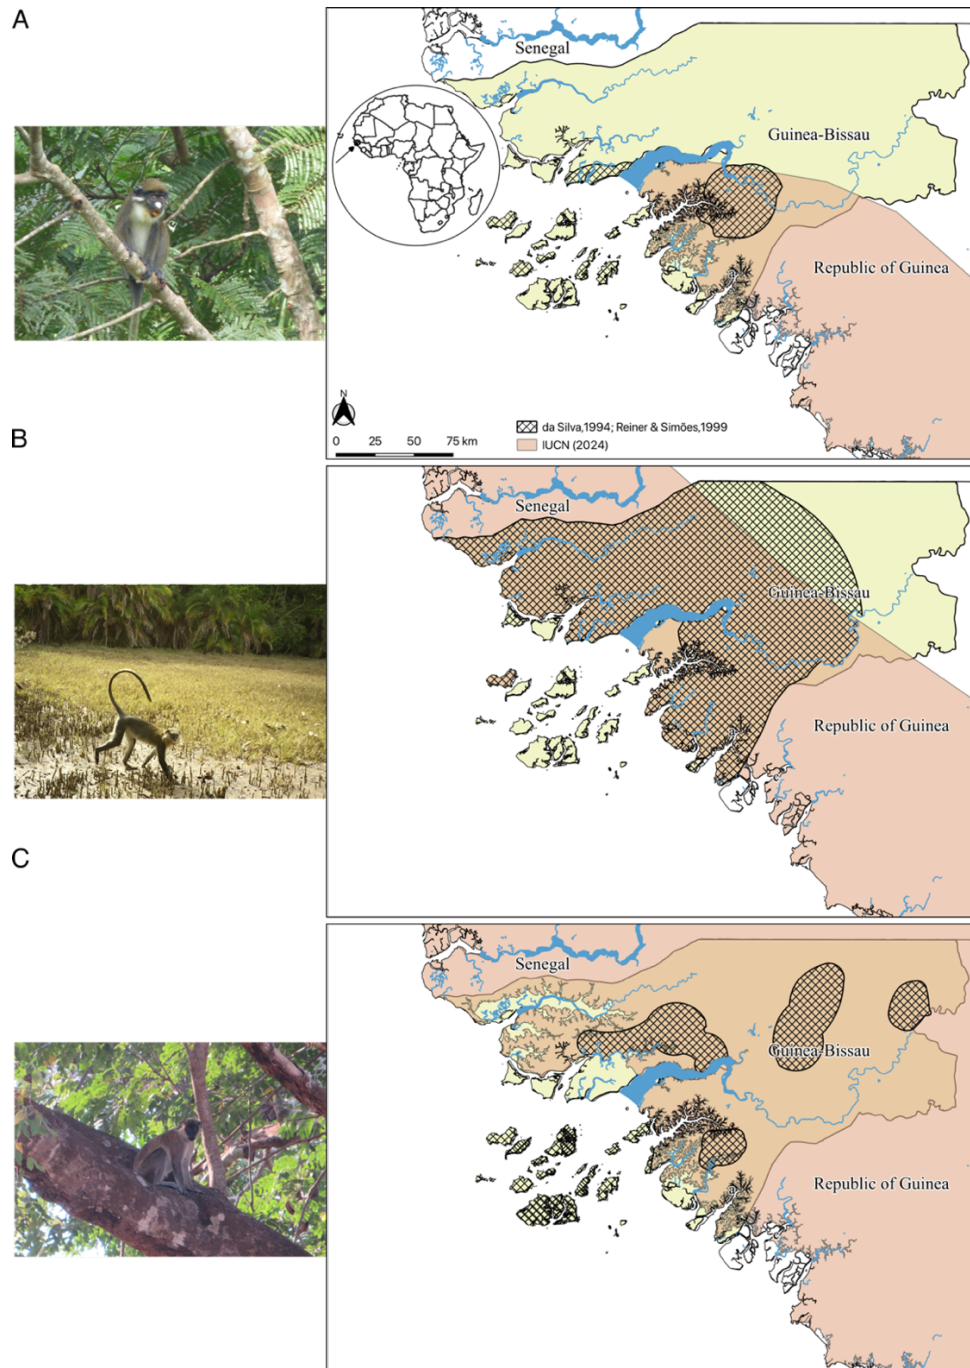 A
Senegal
Guinea-Bissau
Republic of Guinea
a
N
0 25 50 75 km
da Silva,1994; Reiner & Simões,1999
IUCN (2024)
B
Senegal
Guinea-Bissau
Republic of Guinea
a
C
Senegal
Guinea-Bissau
Republic of Guinea
a